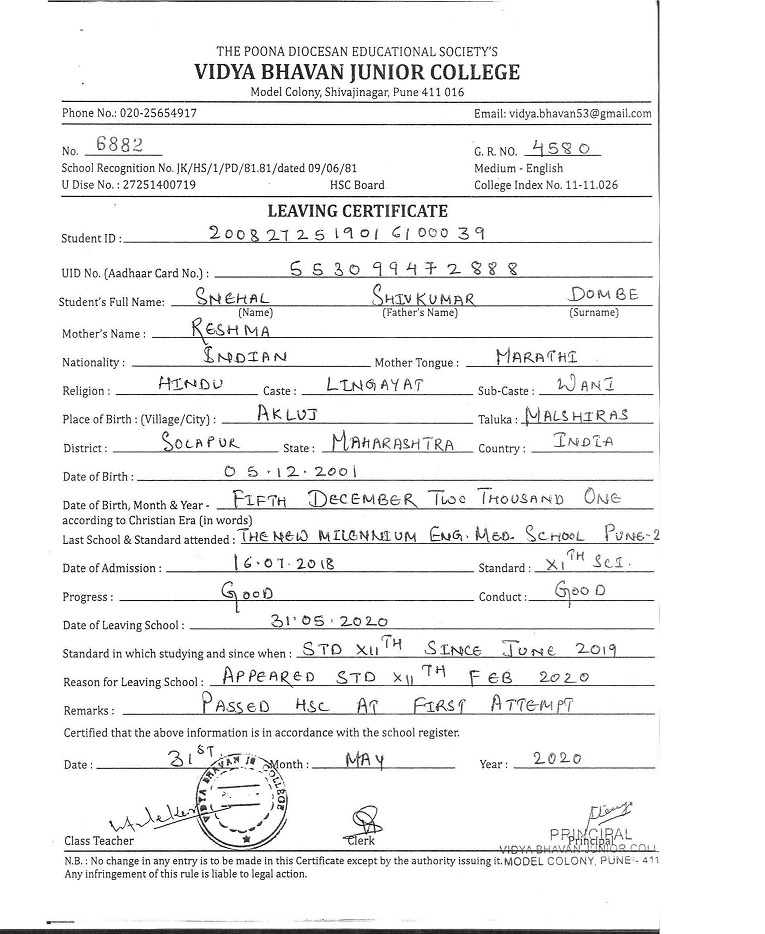 THE POONA DIOCESAN EDUCATIONAL SOCIETY'S
VIDYA BHAVAN JUNIOR COLLEGE
Model Colony, Shivajinagar, Pune 411 016
Phone No.: 020-25654917 Email: vidya.bhavan53@gmail.com
No. 6882 G. R. NO. 4580
School Recognition No. JK/HS/1/PD/81.81/dated 09/06/81 Medium - English
U Dise No. : 27251400719 HSC Board College Index No. 11-11.026
LEAVING CERTIFICATE
Student ID : 2008272519016100039
UID No. (Aadhaar Card No.) : 553099472888
Student's Full Name: SNEHAL SHIVKUMAR DOMBE
(Name) (Father's Name) (Surname)
Mother's Name : RESHMA
Nationality : INDIAN Mother Tongue : MARATHI
Religion : HINDU Caste : LINGAYAT Sub-Caste : WANI
Place of Birth : (Village/City) : AKLUJ Taluka : MALSHIRAS
District : SOLAPUR State : MAHARASHTRA Country : INDIA
Date of Birth : 05.12.2001
Date of Birth, Month & Year - FIFTH DECEMBER TWO THOUSAND ONE
according to Christian Era (in words)
Last School & Standard attended : THE NEW MILENNIUM ENG. MED. SCHOOL PUNE-2
Date of Admission : 16.07.2018 Standard : XITH SCI.
Progress : GOOD Conduct : GOOD
Date of Leaving School : 31.05.2020
Standard in which studying and since when : STD XIITH SINCE JUNE 2019
Reason for Leaving School : APPEARED STD XIITH FEB 2020
Remarks : PASSED HSC AT FIRST ATTEMPT
Certified that the above information is in accordance with the school register.
Date : 31ST Month : MAY Year : 2020
VIDYA BHAVAN JR COLLEGE
Class Teacher Clerk Principal
PRINCIPAL
VIDYA BHAVAN JUNIOR COLL
MODEL COLONY, PUNE - 411
N.B. : No change in any entry is to be made in this Certificate except by the authority issuing it.
Any infringement of this rule is liable to legal action.